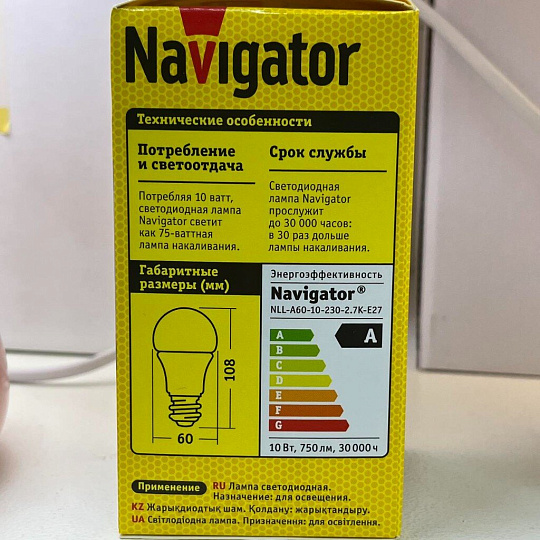 Navigator
Технические особенности
Потребление
и светоотдача
Потребляя 10 ватт,
светодиодная лампа
Navigator светит
как 75-ваттная
лампа накаливания.
Срок службы
Светодиодная
лампа Navigator
прослужит
до 30 000 часов:
в 30 раз дольше
лампы накаливания.
Габаритные
размеры (мм)
108
60
Энергоэффективность
Navigator®
NLL-A60-10-230-2.7K-E27
A
A
B
C
D
E
F
G
10 Вт, 750 лм, 30 000 ч
Применение
RU Лампа светодиодная.
Назначение: для освещения.
KZ Жарықдиодтық шам. Қолдану: жарықтандыру.
UA Світлодіодна лампа. Призначення: для освітлення.